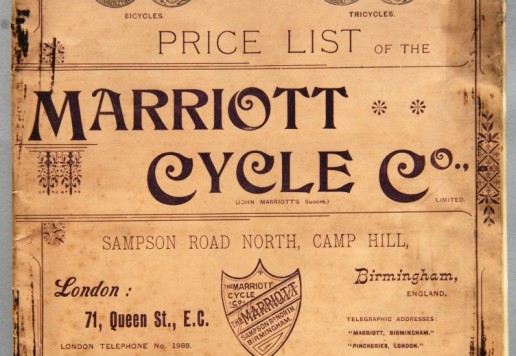 BICYCLES. TRICYCLES.
PRICE LIST OF THE
MARRIOTT
CYCLE Co.,
(JOHN MARRIOTT'S Succrs.) LIMITED.
SAMPSON ROAD NORTH, CAMP HILL,
London: Birmingham,
ENGLAND.
71, Queen St., E.C.
LONDON TELEPHONE No. 1988.
THE MARRIOTT
CYCLE
Co.
THE MARRIOTT
SAMPSON RD NORTH.
BIRMINGHAM.
TELEGRAPHIC ADDRESSES:
"MARRIOTT, BIRMINGHAM."
"PINCHERIES, LONDON."